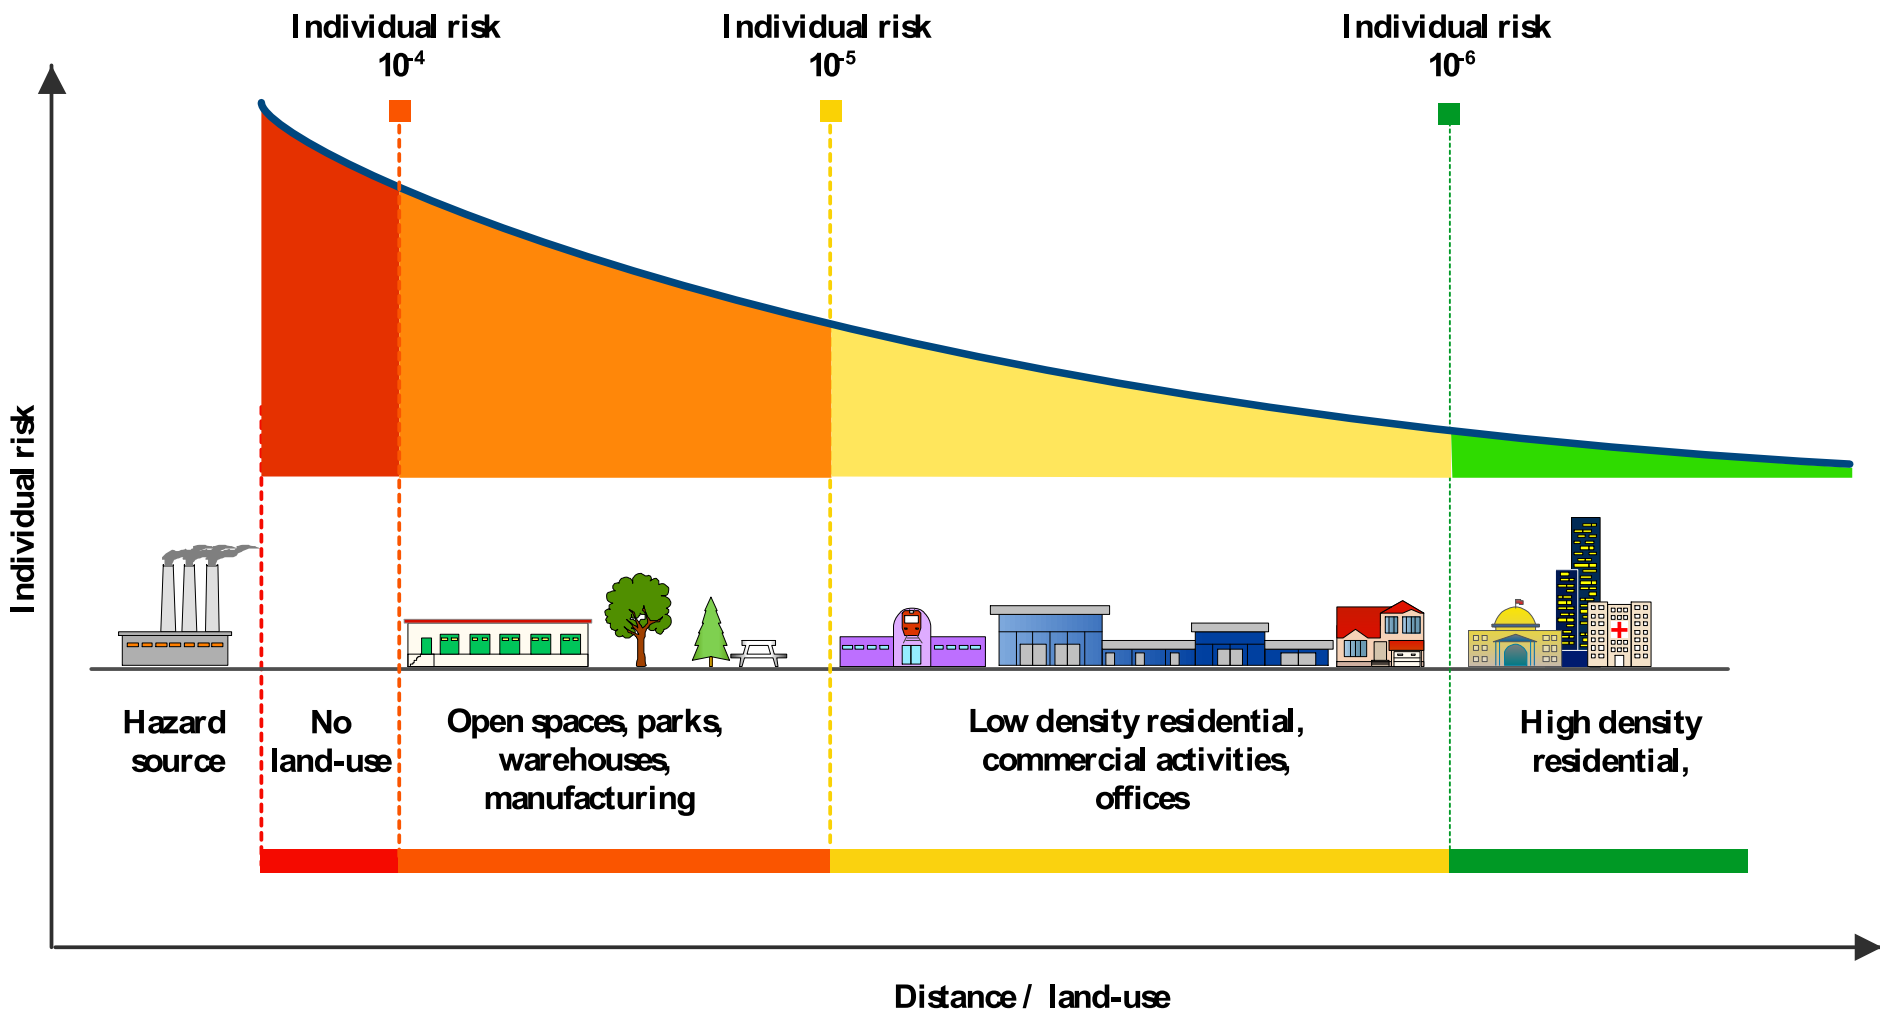 Individual risk
10-4
Individual risk
10-5
Individual risk
10-6
Individual risk
Hazard
source
No
land-use
Open spaces, parks,
warehouses,
manufacturing
Low density residential,
commercial activities,
offices
High density
residential,
Distance / land-use